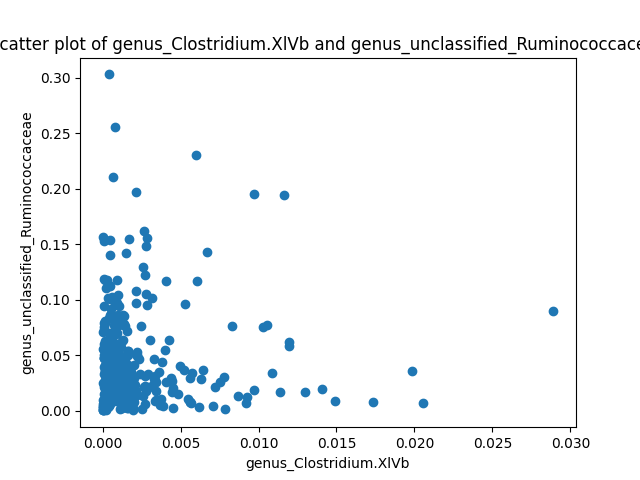 catter plot of genus_Clostridium.XlVb and genus_unclassified_Ruminococcace
genus_unclassified_Ruminococcaceae
0.30
0.25
0.20
0.15
0.10
0.05
0.00
0.000 0.005 0.010 0.015 0.020 0.025 0.030
genus_Clostridium.XlVb